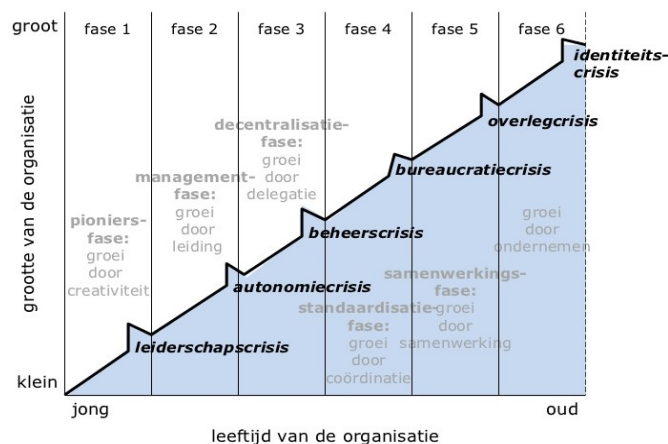 groot
fase 1
fase 2
fase 3
fase 4
fase 5
fase 6
identiteits-
crisis
overlegcrisis
decentralisatie-
fase:
groei
door
delegatie
bureaucratiecrisis
management-
fase:
groei
door
leiding
pioniers-
fase:
groei
door
creativiteit
beheerscrisis
groei
door
ondernemen
autonomiecrisis
samenwerkings-
fase:
groei
door
samenwerking
standaardisatie-
fase:
groei
door
coördinatie
leiderschapscrisis
grootte van de organisatie
klein
jong
oud
leeftijd van de organisatie